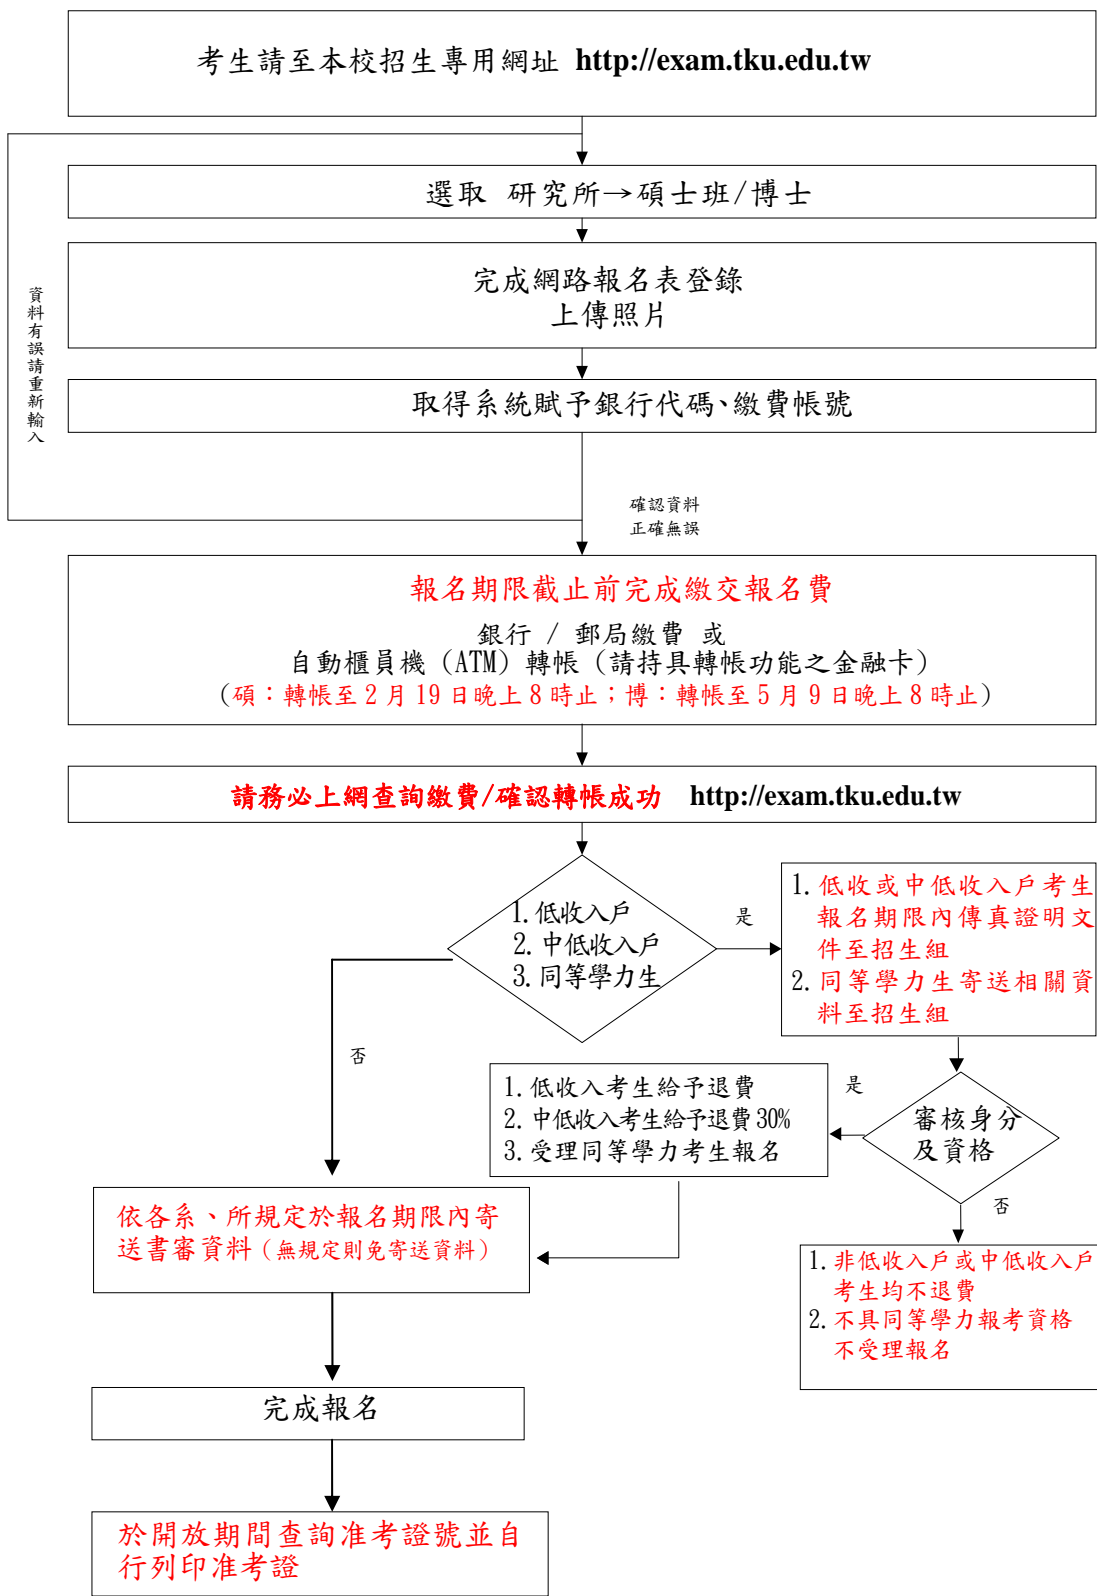 考生請至本校招生專用網址 http://exam.tku.edu.tw
選取 研究所→碩士班/博士
完成網路報名表登錄
上傳照片
資料有誤請重新輸入
取得系統賦予銀行代碼、繳費帳號
確認資料
正確無誤
報名期限截止前完成繳交報名費
銀行 / 郵局繳費 或
自動櫃員機 (ATM) 轉帳 (請持具轉帳功能之金融卡)
(碩：轉帳至 2 月 19 日晚上 8 時止；博：轉帳至 5 月 9 日晚上 8 時止)
請務必上網查詢繳費/確認轉帳成功 http://exam.tku.edu.tw
1. 低收入戶
2. 中低收入戶
3. 同等學力生
是
1. 低收或中低收入戶考生
報名期限內傳真證明文
件至招生組
2. 同等學力生寄送相關資
料至招生組
否
1. 低收入考生給予退費
2. 中低收入考生給予退費 30%
3. 受理同等學力考生報名
是
審核身分
及資格
否
依各系、所規定於報名期限內寄
送書審資料（無規定則免寄送資料）
1. 非低收入戶或中低收入戶
考生均不退費
2. 不具同等學力報考資格
不受理報名
完成報名
於開放期間查詢准考證號並自
行列印准考證